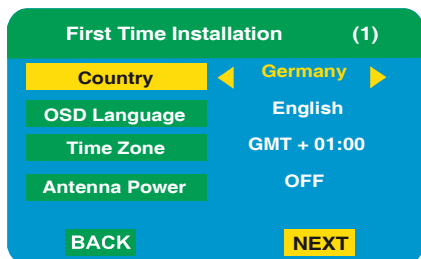 First Time Installation (1)
Country Germany
OSD Language English
Time Zone GMT + 01:00
Antenna Power OFF
BACK NEXT